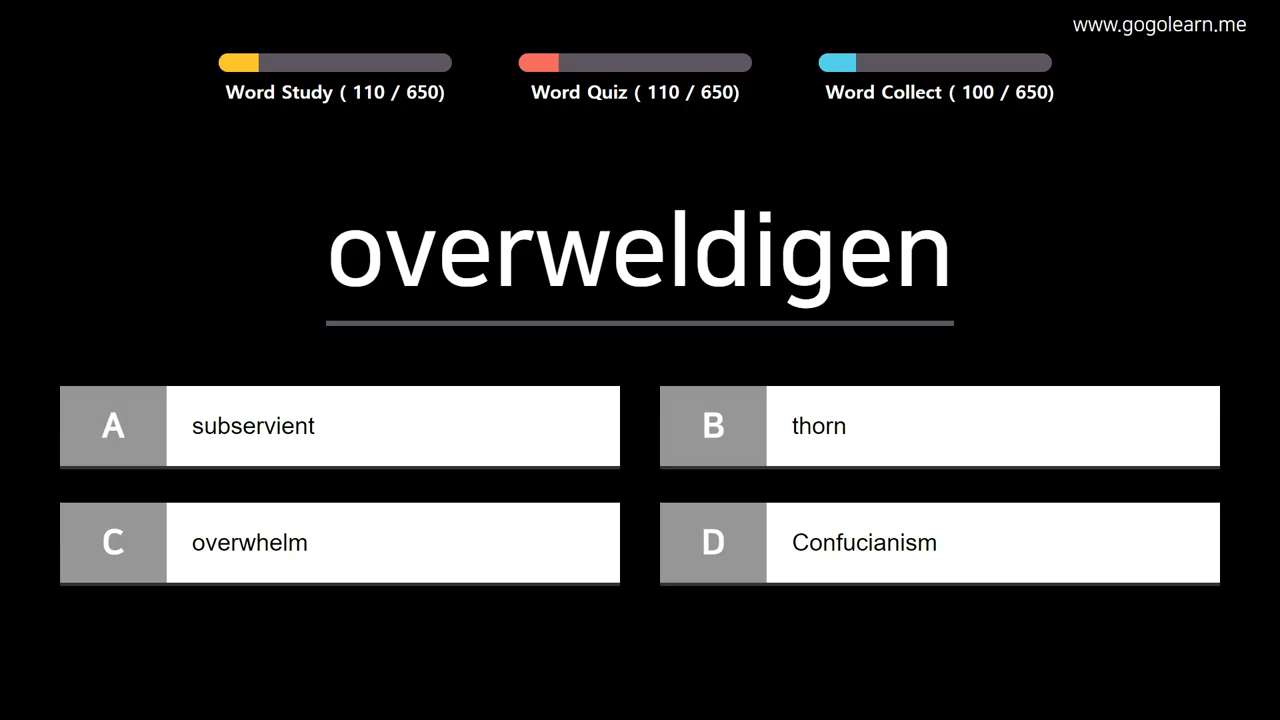 www.gogolearn.me
Word Study ( 110 / 650)
Word Quiz ( 110 / 650)
Word Collect ( 100 / 650)
overweldigen
A subservient
B thorn
C overwhelm
D Confucianism